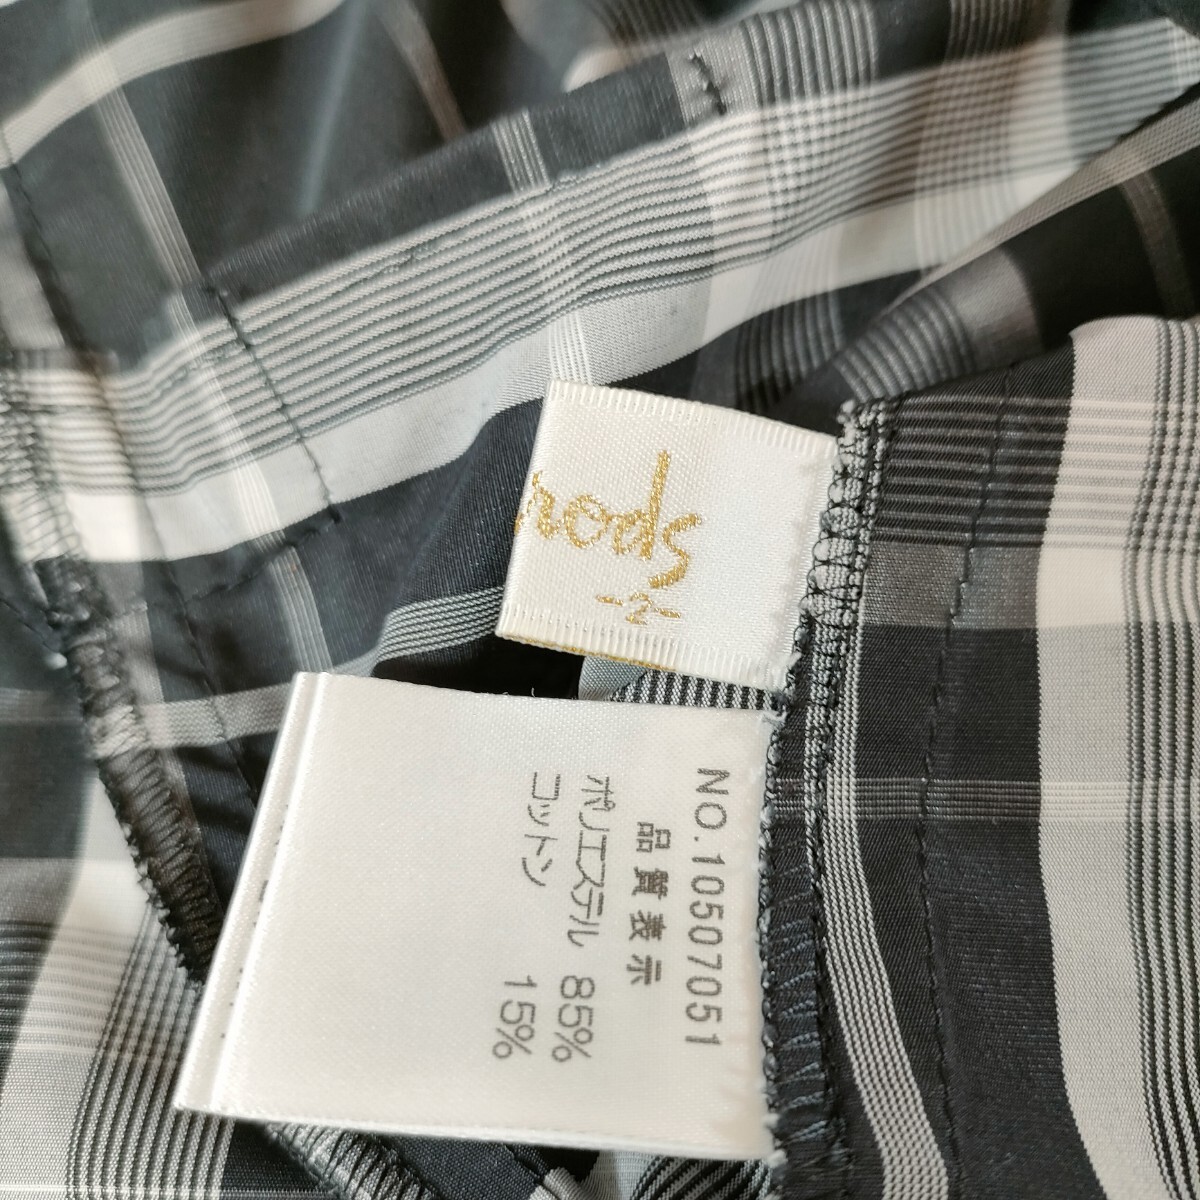 rods
NO.10507051
品質表示
ポリエステル 85%
コットン 15%